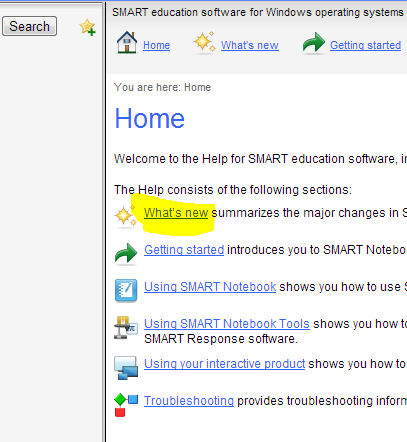 SMART education software for Windows operating systems
Search
Home What's new Getting started
You are here: Home
Home
Welcome to the Help for SMART education software, in
The Help consists of the following sections:
What's new summarizes the major changes in S
Getting started introduces you to SMART Notebo
Using SMART Notebook shows you how to use S
Using SMART Notebook Tools shows you how to
SMART Response software.
Using your interactive product shows you how to
Troubleshooting provides troubleshooting inform